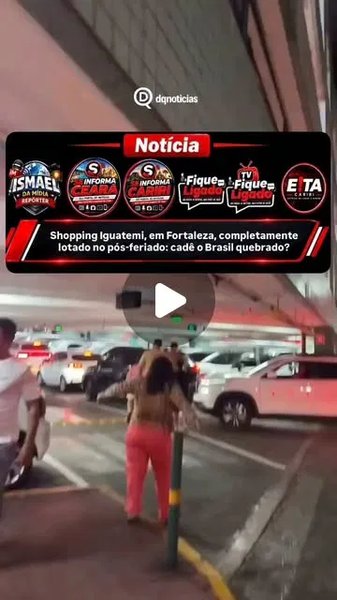 dqnoticias
Notícia
ISMAEL
DA MÍDIA
REPÓRTER
S
INFORMA
CEARÁ
S
INFORMA
CARIRI
Fique
Ligado
TV
Fique
Ligado
EITA
CARIRI
Shopping Iguatemi, em Fortaleza, completamente
lotado no pós-feriado: cadê o Brasil quebrado?